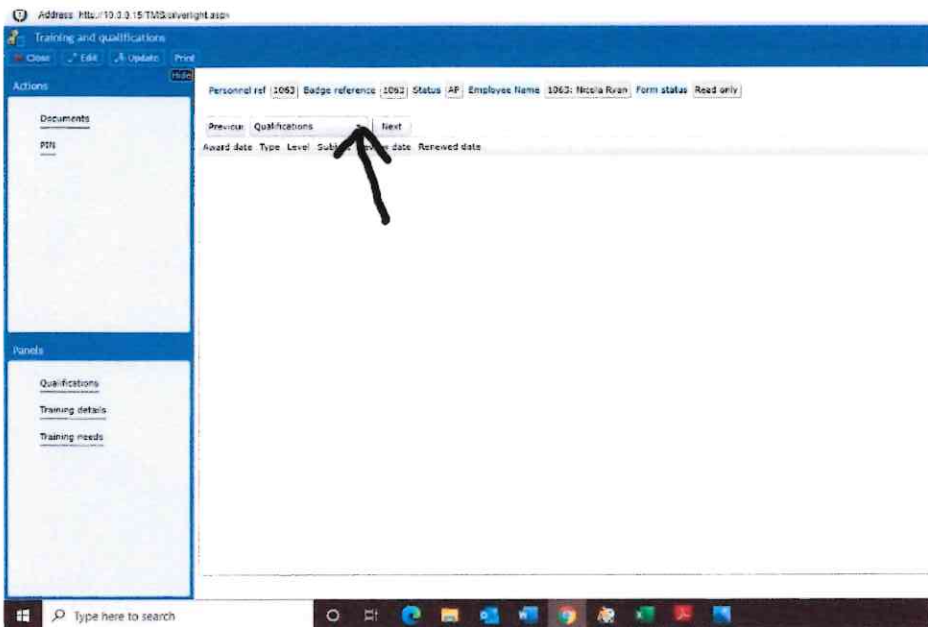 Address http://10.0.0.15/TMS/silverlight.aspx
Training and qualifications
Close Edit Update Print
Hide
Actions
Personnel ref 1063 Badge reference 1063 Status AP Employee Name 1063: Nicola Ryan Form status Read only
Documents
PIN
Previous Qualifications Next
Award date Type Level date Renewed date
Panels
Qualifications
Training details
Training needs
Type here to search